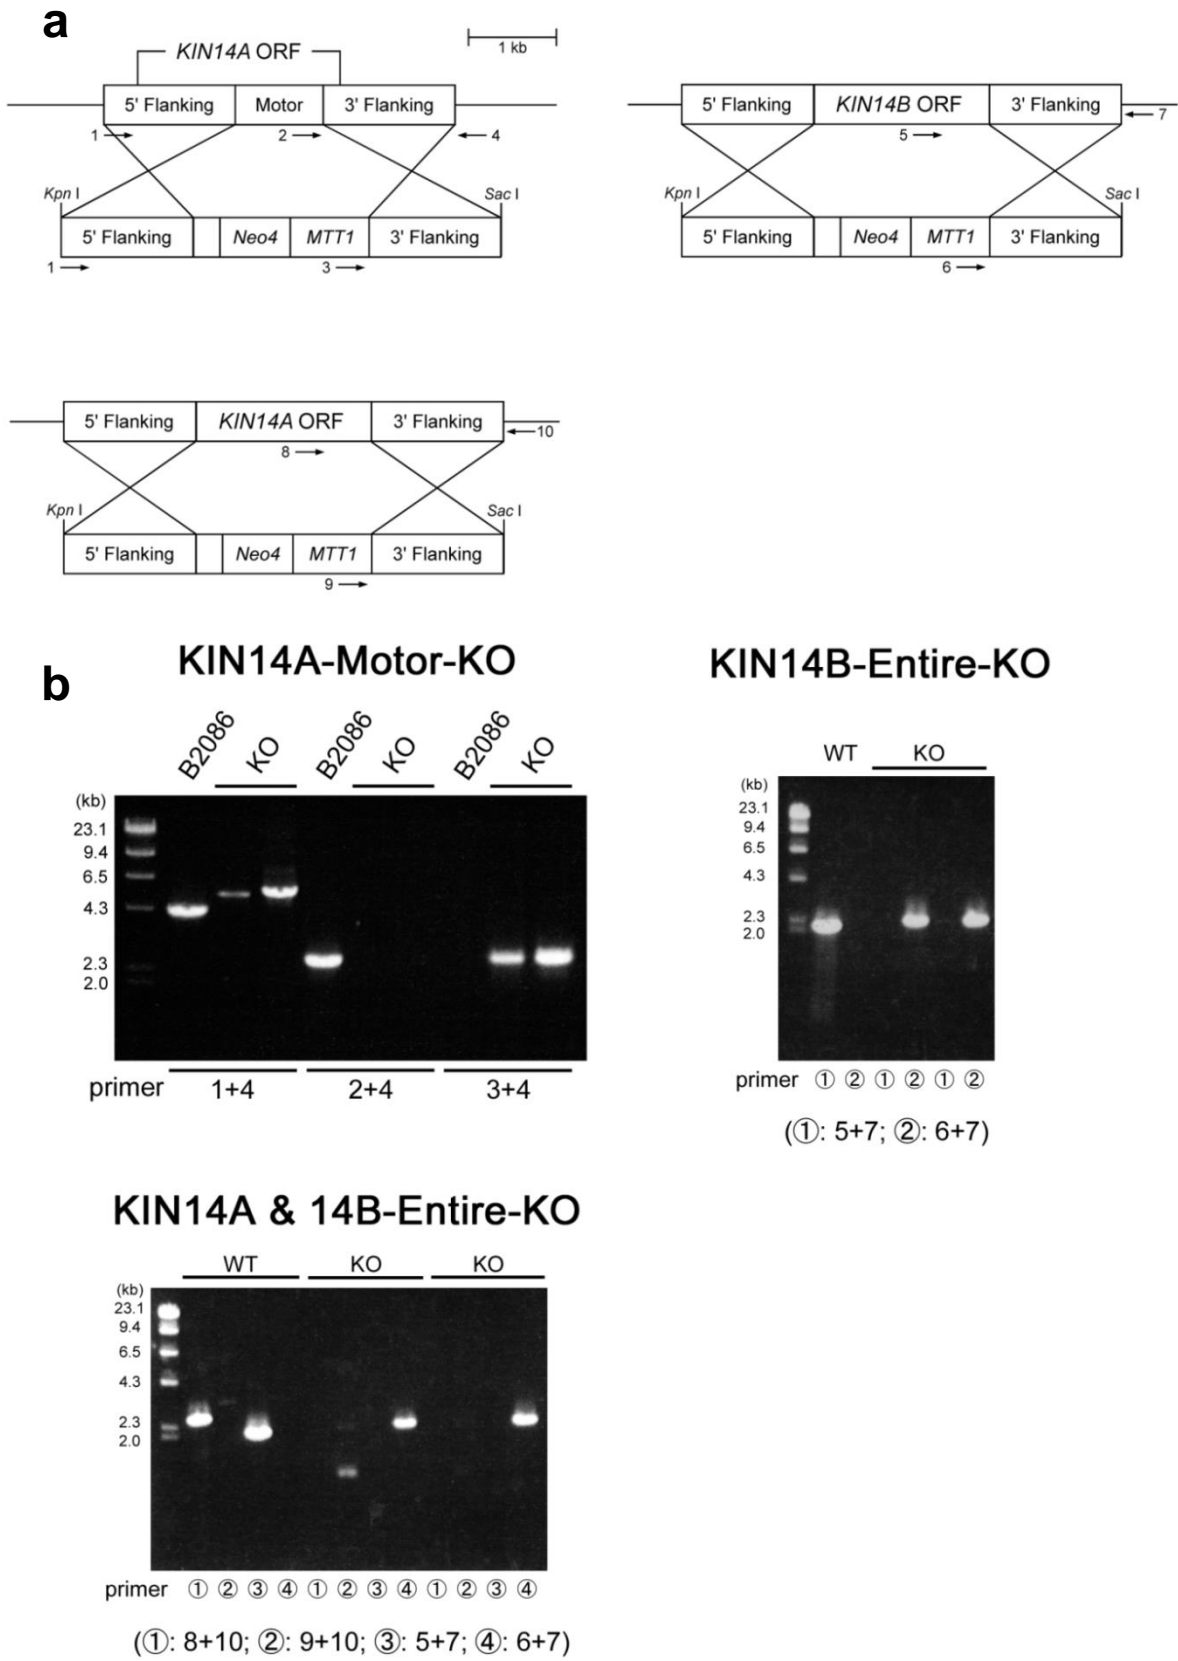 a
KIN14A ORF
1 kb
5' Flanking Motor 3' Flanking
1 2 4
Kpn I Sac I
5' Flanking Neo4 MTT1 3' Flanking
1 3
5' Flanking KIN14B ORF 3' Flanking
5 7
Kpn I Sac I
5' Flanking Neo4 MTT1 3' Flanking
6
5' Flanking KIN14A ORF 3' Flanking
8 10
Kpn I Sac I
5' Flanking Neo4 MTT1 3' Flanking
9
b
KIN14A-Motor-KO
B2086 KO B2086 KO B2086 KO
(kb)
23.1
9.4
6.5
4.3
2.3
2.0
primer 1+4 2+4 3+4
KIN14B-Entire-KO
WT KO
(kb)
23.1
9.4
6.5
4.3
2.3
2.0
primer ① ② ① ② ① ②
(①: 5+7; ②: 6+7)
KIN14A & 14B-Entire-KO
WT KO KO
(kb)
23.1
9.4
6.5
4.3
2.3
2.0
primer ① ② ③ ④ ① ② ③ ④ ① ② ③ ④
(①: 8+10; ②: 9+10; ③: 5+7; ④: 6+7)